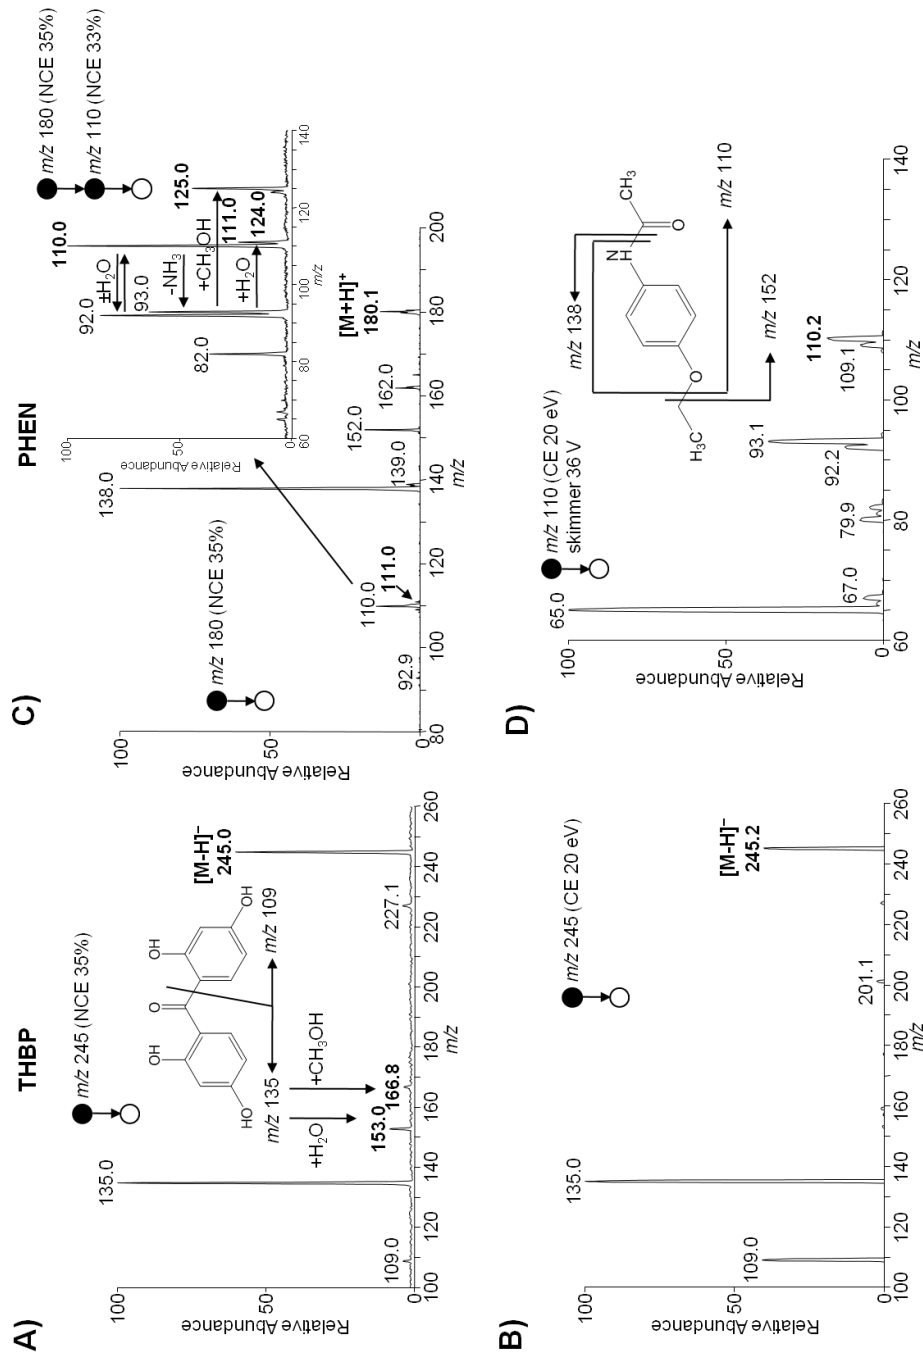 THBP
A)
m/z 245 (NCE 35%)
100
50
0
Relative Abundance
109.0
135.0
153.0
166.8
227.1
[M-H]⁻
245.0
OH
O
OH
HO
OH
m/z 135
m/z 109
+H₂O
+CH₃OH
100
120
140
160
180
200
220
240
260
m/z
B)
m/z 245 (CE 20 eV)
100
50
0
Relative Abundance
109.0
135.0
201.1
[M-H]⁻
245.2
100
120
140
160
180
200
220
240
260
m/z
PHEN
C)
m/z 180 (NCE 35%)
100
50
0
Relative Abundance
92.9
110.0
111.0
138.0
139.0
152.0
162.0
[M+H]⁺
180.1
80
100
120
140
160
180
200
m/z
m/z 180 (NCE 35%)
m/z 110 (NCE 33%)
100
50
0
Relative Abundance
82.0
92.0
93.0
110.0
111.0
124.0
125.0
±H₂O
-NH₃
+CH₃OH
+H₂O
60
80
100
120
140
m/z
D)
m/z 110 (CE 20 eV)
skimmer 36 V
100
50
0
Relative Abundance
65.0
67.0
79.9
92.2
93.1
109.1
110.2
m/z 138
m/z 110
m/z 152
H₃C
O
N
H
CH₃
O
60
80
100
120
140
m/z